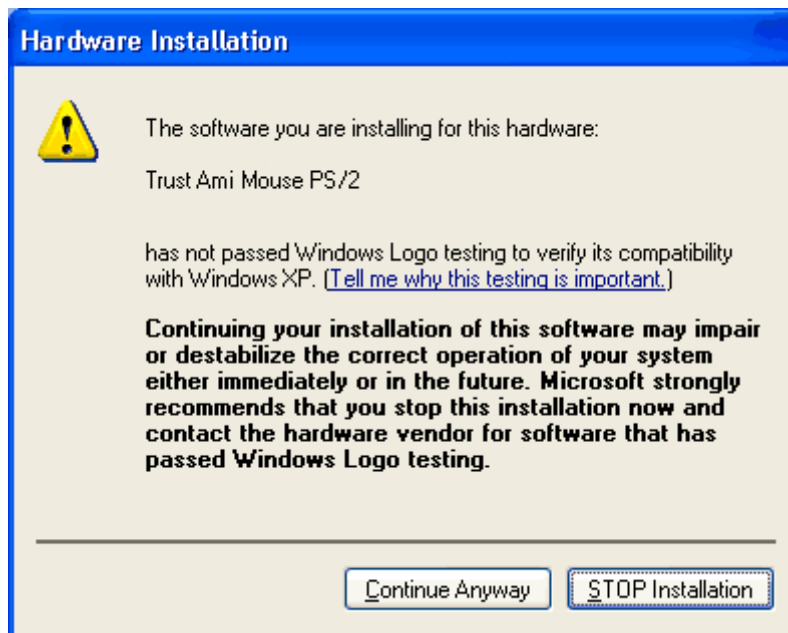 Hardware Installation
The software you are installing for this hardware:
Trust Ami Mouse PS/2
has not passed Windows Logo testing to verify its compatibility
with Windows XP. (Tell me why this testing is important.)
Continuing your installation of this software may impair
or destabilize the correct operation of your system
either immediately or in the future. Microsoft strongly
recommends that you stop this installation now and
contact the hardware vendor for software that has
passed Windows Logo testing.
Continue Anyway STOP Installation